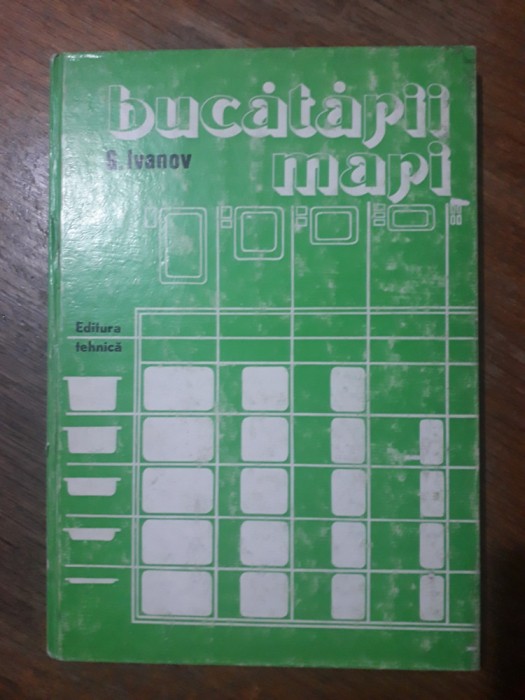 bucătării
mari
G. Ivanov
Editura
tehnică